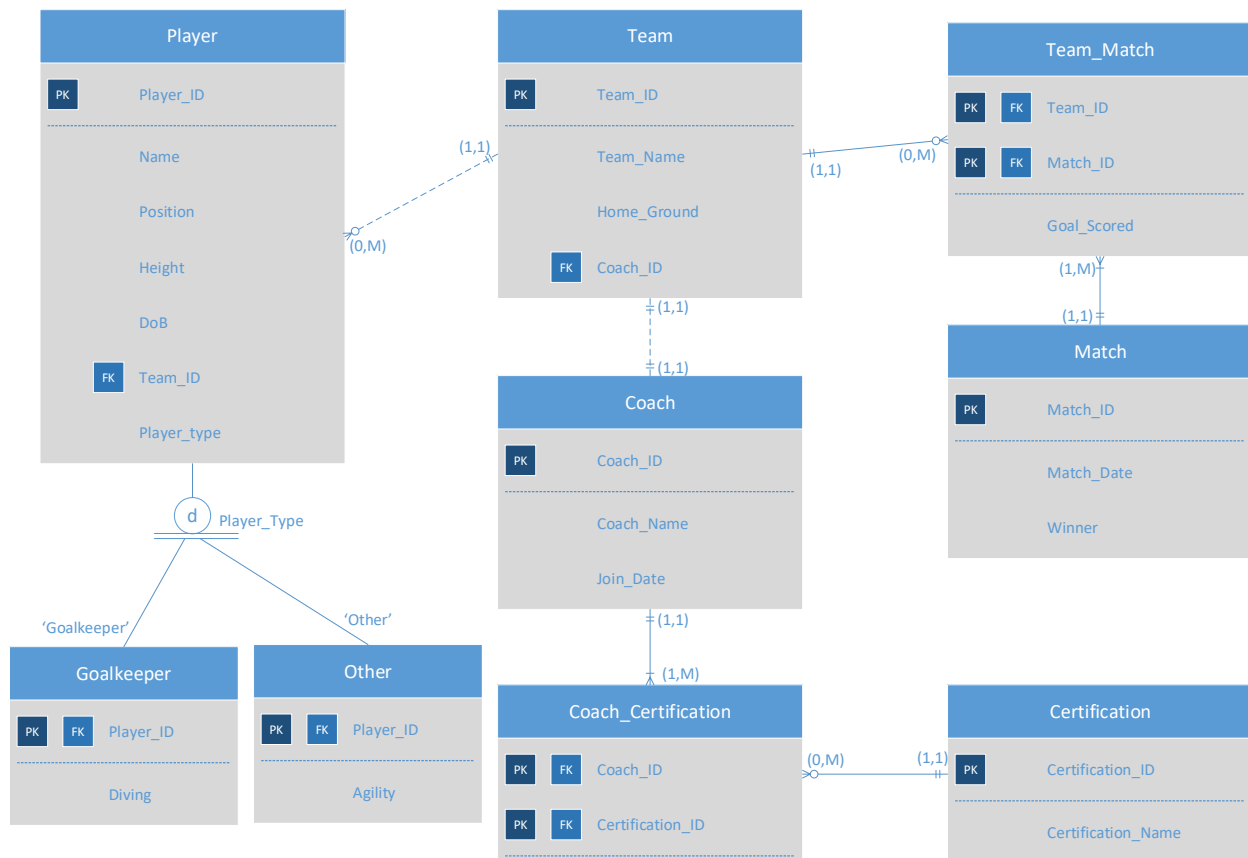 Player
PK Player_ID
Name
Position
Height
DoB
FK Team_ID
Player_type
(1,1)
(0,M)
Team
PK Team_ID
Team_Name
Home_Ground
FK Coach_ID
(1,1)
(0,M)
Team_Match
PK FK Team_ID
PK FK Match_ID
Goal_Scored
(1,M)
(1,1)
Match
PK Match_ID
Match_Date
Winner
(1,1)
(1,1)
Coach
PK Coach_ID
Coach_Name
Join_Date
(1,1)
(1,M)
d
Player_Type
‘Goalkeeper’
‘Other’
Goalkeeper
PK FK Player_ID
Diving
Other
PK FK Player_ID
Agility
Coach_Certification
PK FK Coach_ID
PK FK Certification_ID
(0,M)
(1,1)
Certification
PK Certification_ID
Certification_Name